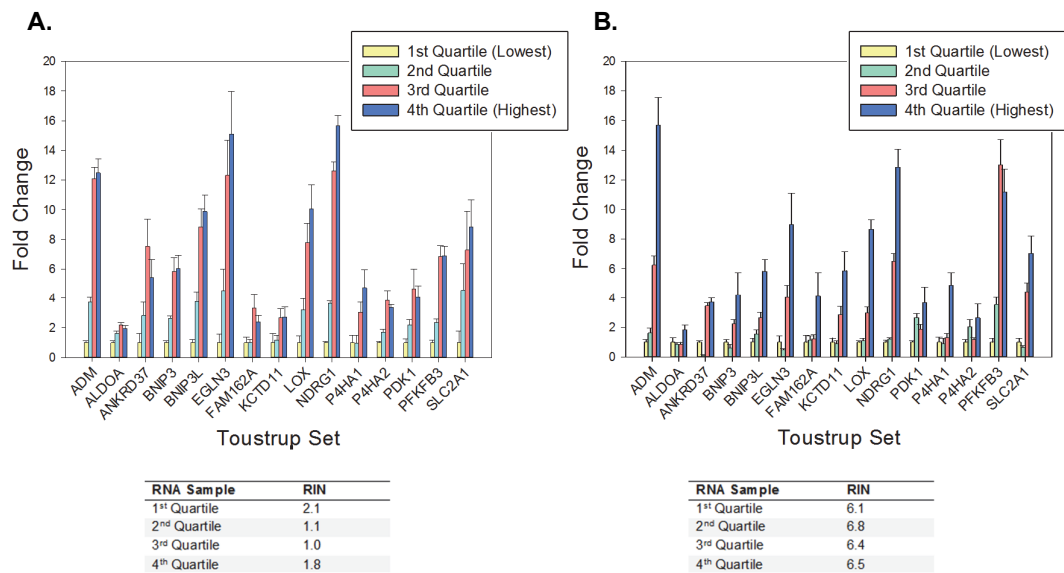 A.
1st Quartile (Lowest)
2nd Quartile
3rd Quartile
4th Quartile (Highest)
20
18
16
14
12
10
8
6
4
2
0
Fold Change
ADM
ALDOA
ANKRD37
BNIP3
BNIP3L
EGLN3
FAM162A
KCTD11
LOX
NDRG1
P4HA1
P4HA2
PDK1
PFKFB3
SLC2A1
Toustrup Set
RNA Sample RIN
1st Quartile 2.1
2nd Quartile 1.1
3rd Quartile 1.0
4th Quartile 1.8
B.
1st Quartile (Lowest)
2nd Quartile
3rd Quartile
4th Quartile (Highest)
20
18
16
14
12
10
8
6
4
2
0
Fold Change
ADM
ALDOA
ANKRD37
BNIP3
BNIP3L
EGLN3
FAM162A
KCTD11
LOX
NDRG1
PDK1
P4HA1
P4HA2
PFKFB3
SLC2A1
Toustrup Set
RNA Sample RIN
1st Quartile 6.1
2nd Quartile 6.8
3rd Quartile 6.4
4th Quartile 6.5